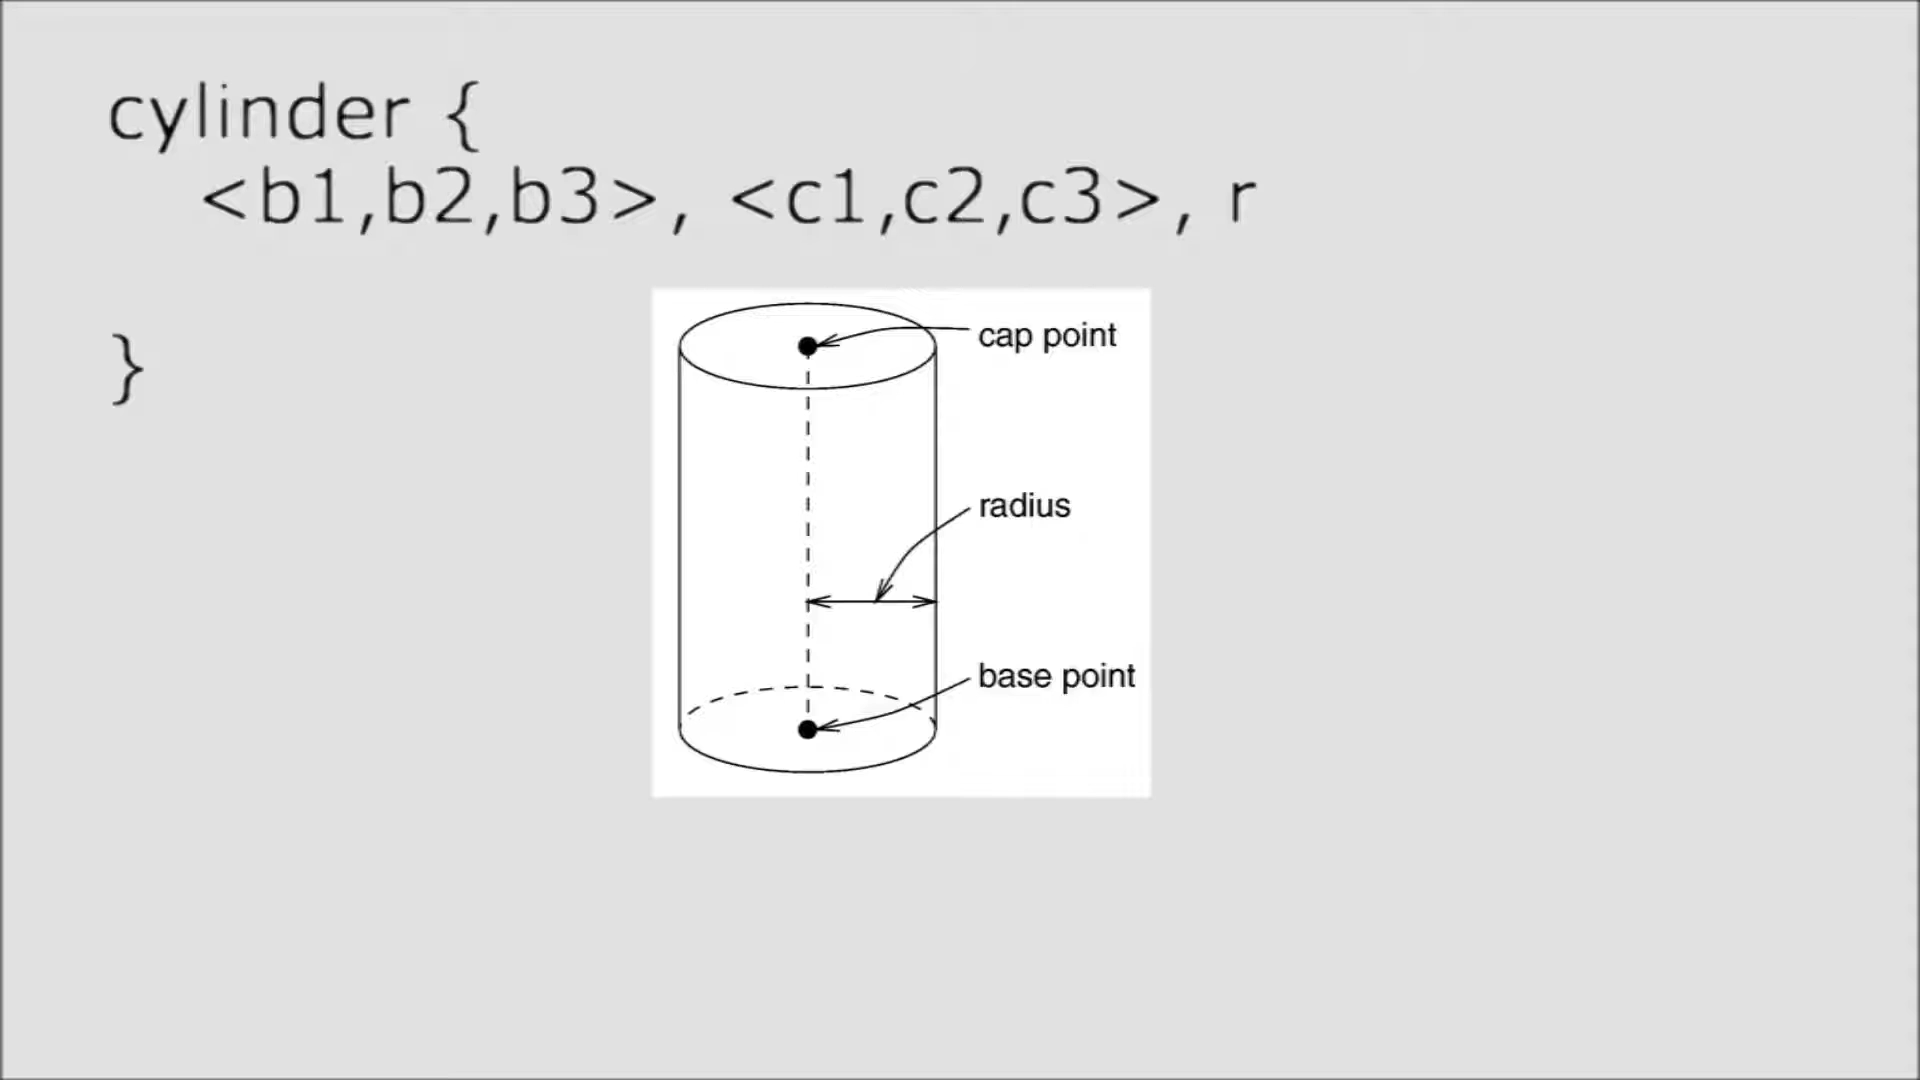 cylinder {
<b1,b2,b3>, <c1,c2,c3>, r
}
cap point
radius
base point